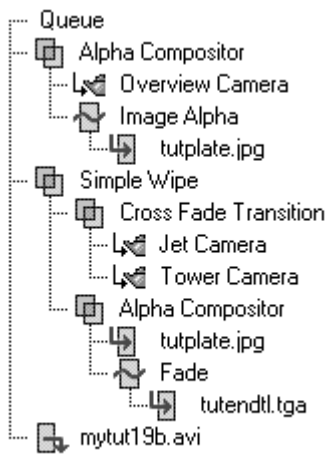 Queue
Alpha Compositor
Overview Camera
Image Alpha
tutplate.jpg
Simple Wipe
Cross Fade Transition
Jet Camera
Tower Camera
Alpha Compositor
tutplate.jpg
Fade
tutendtl.tga
mytut19b.avi